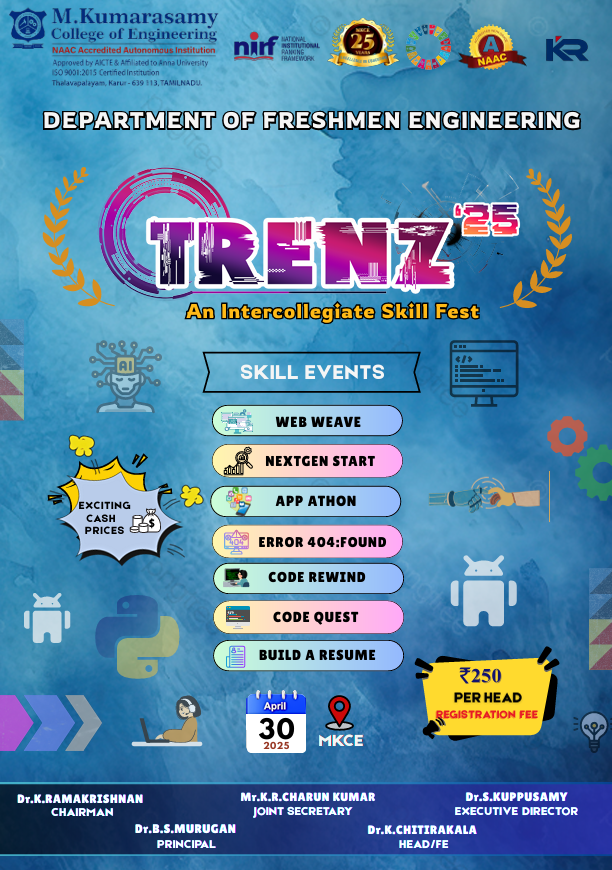 M.Kumarasamy
College of Engineering
NAAC Accredited Autonomous Institution
Approved by AICTE & Affiliated to Anna University
ISO 9001:2015 Certified Institution
Thalavapalayam, Karur - 639 113, TAMILNADU.
nirf
NATIONAL
INSTITUTIONAL
RANKING
FRAMEWORK
MKCE
25
YEARS
A
NAAC
KR
DEPARTMENT OF FRESHMEN ENGINEERING
TRENZ '25
An Intercollegiate Skill Fest
AI
SKILL EVENTS
WEB WEAVE
NEXTGEN START
APP ATHON
ERROR 404:FOUND
CODE REWIND
CODE QUEST
BUILD A RESUME
EXCITING
CASH
PRICES
₹250
PER HEAD
REGISTRATION FEE
April
30
2025
MKCE
Dr.K.RAMAKRISHNAN
CHAIRMAN
Mr.K.R.CHARUN KUMAR
JOINT SECRETARY
Dr.S.KUPPUSAMY
EXECUTIVE DIRECTOR
Dr.B.S.MURUGAN
PRINCIPAL
Dr.K.CHITIRAKALA
HEAD/FE